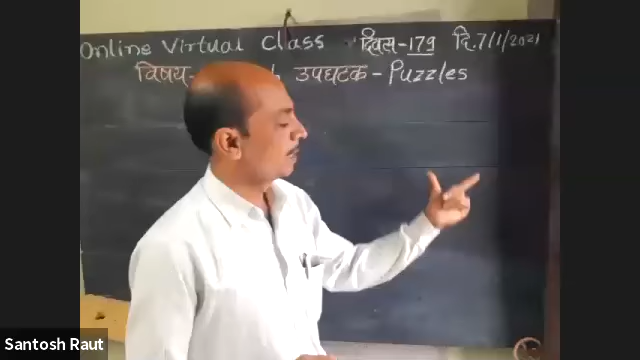 Online Virtual Class दिवस-179 दि.7/1/2021
विषय- उपघटक - Puzzles
Santosh Raut